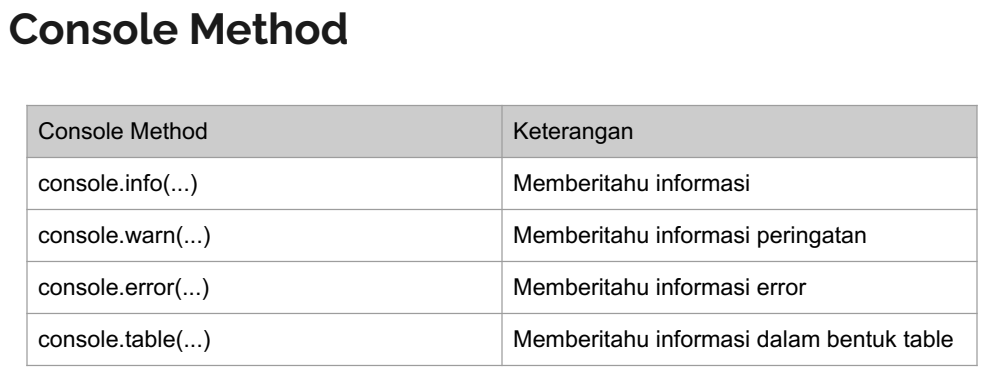 Console Method
Console Method Keterangan
console.info(...) Memberitahu informasi
console.warn(...) Memberitahu informasi peringatan
console.error(...) Memberitahu informasi error
console.table(...) Memberitahu informasi dalam bentuk table